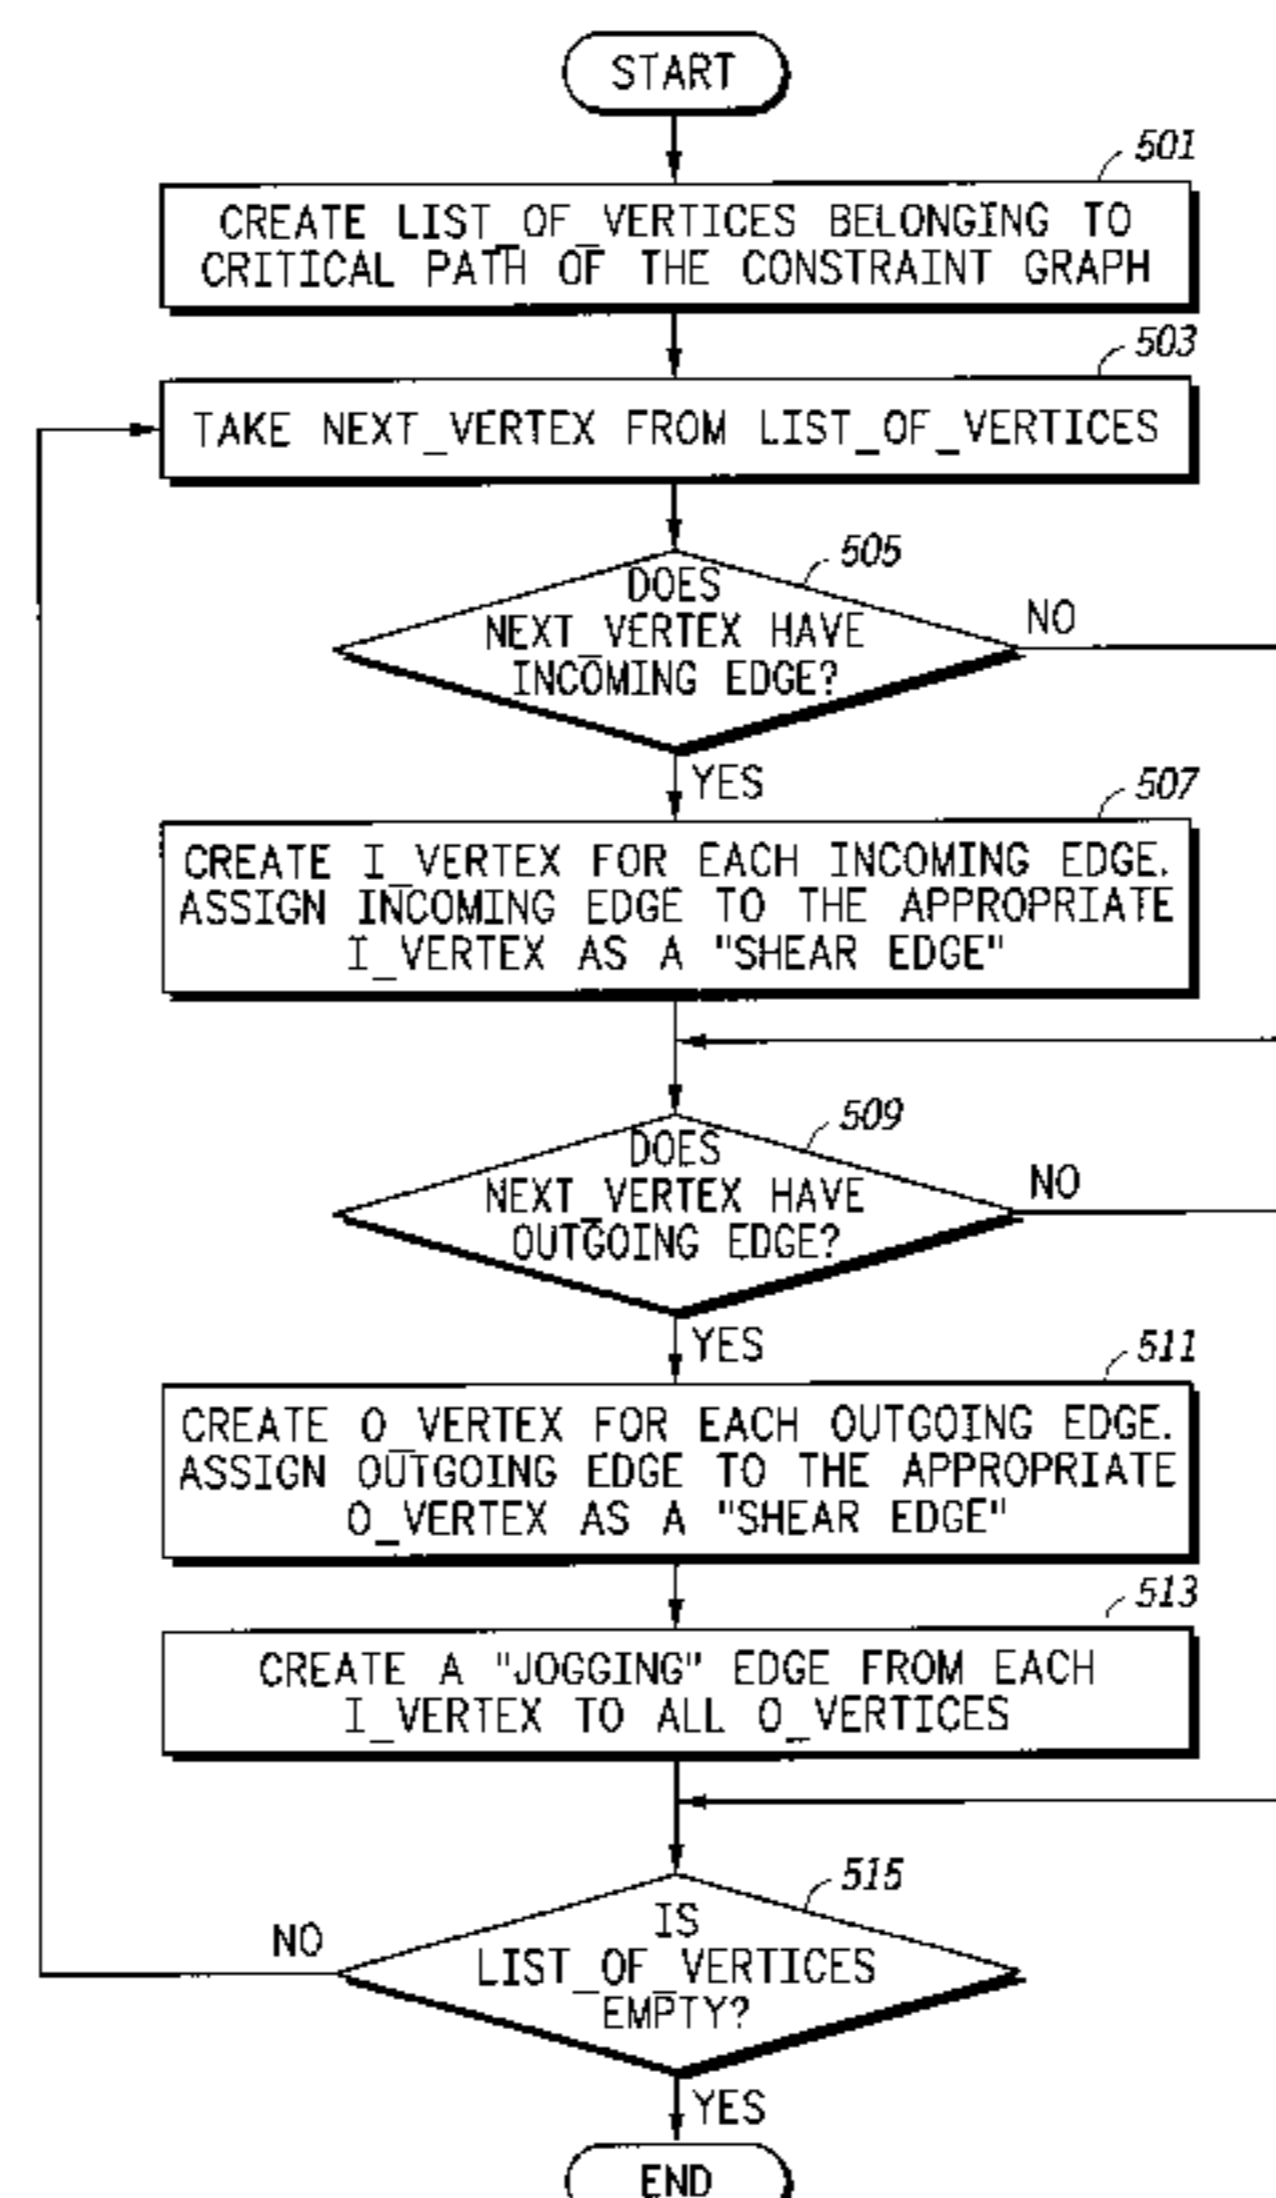 START
501
CREATE LIST_OF_VERTICES BELONGING TO
CRITICAL PATH OF THE CONSTRAINT GRAPH
503
TAKE NEXT_VERTEX FROM LIST_OF_VERTICES
505
DOES
NEXT_VERTEX HAVE
INCOMING EDGE?
NO
YES
507
CREATE I_VERTEX FOR EACH INCOMING EDGE.
ASSIGN INCOMING EDGE TO THE APPROPRIATE
I_VERTEX AS A "SHEAR EDGE"
509
DOES
NEXT_VERTEX HAVE
OUTGOING EDGE?
NO
YES
511
CREATE O_VERTEX FOR EACH OUTGOING EDGE.
ASSIGN OUTGOING EDGE TO THE APPROPRIATE
O_VERTEX AS A "SHEAR EDGE"
513
CREATE A "JOGGING" EDGE FROM EACH
I_VERTEX TO ALL O_VERTICES
515
IS
LIST_OF_VERTICES
EMPTY?
NO
YES
END